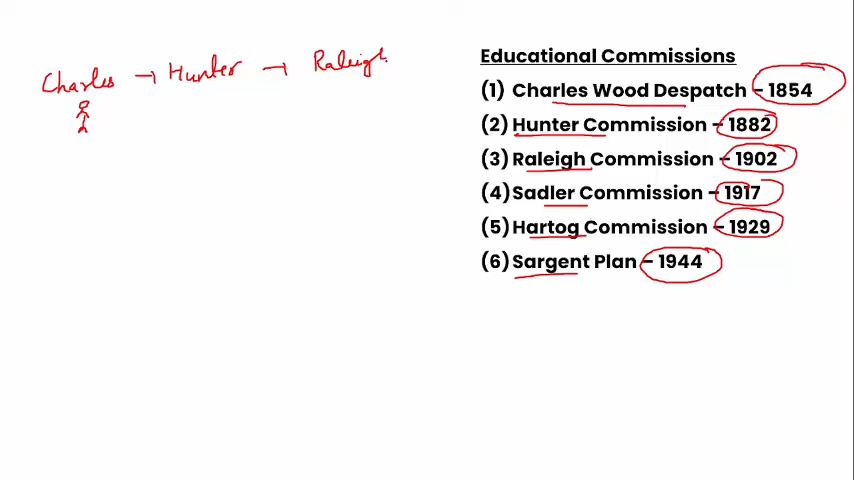 Charles → Hunter → Raleigh
Educational Commissions
(1) Charles Wood Despatch – 1854
(2) Hunter Commission – 1882
(3) Raleigh Commission – 1902
(4) Sadler Commission – 1917
(5) Hartog Commission – 1929
(6) Sargent Plan – 1944